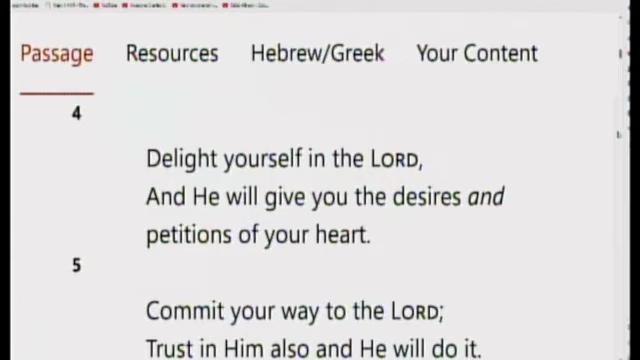 Passage Resources Hebrew/Greek Your Content
4
Delight yourself in the LORD,
And He will give you the desires and
petitions of your heart.
5
Commit your way to the LORD;
Trust in Him also and He will do it.